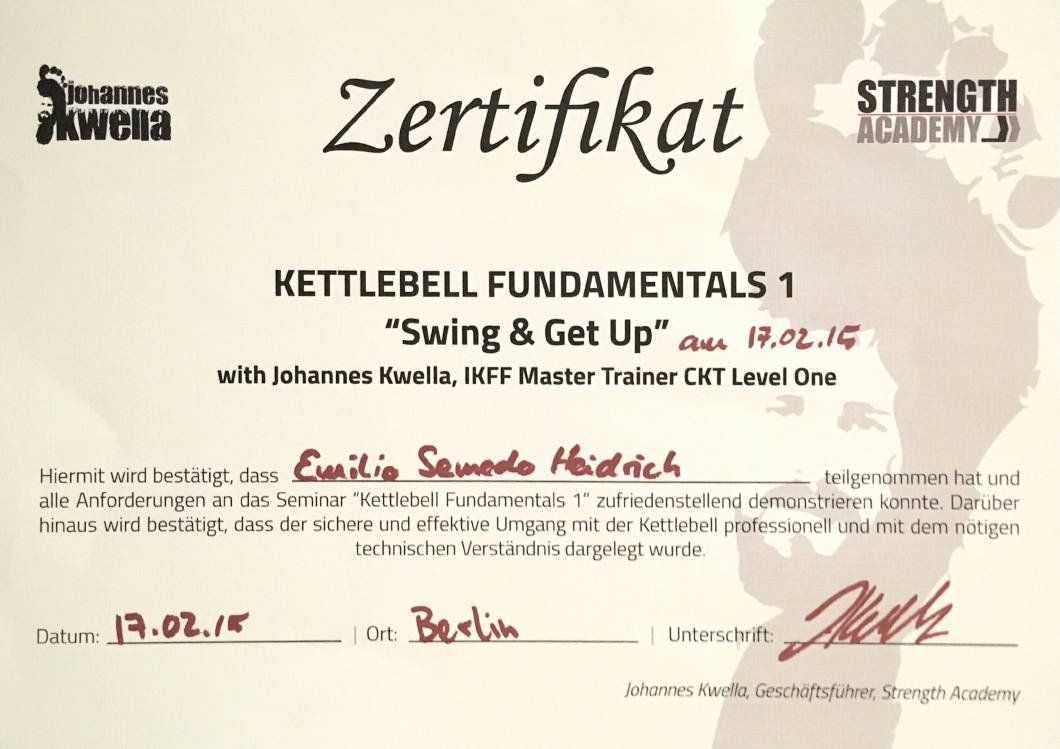 Johannes
Kwella
Zertifikat
STRENGTH
ACADEMY
KETTLEBELL FUNDAMENTALS 1
“Swing & Get Up” am 17.02.15
with Johannes Kwella, IKFF Master Trainer CKT Level One
Hiermit wird bestätigt, dass Emilio Semedo Heidrich teilgenommen hat und
alle Anforderungen an das Seminar “Kettlebell Fundamentals 1” zufriedenstellend demonstrieren konnte. Darüber
hinaus wird bestätigt, dass der sichere und effektive Umgang mit der Kettlebell professionell und mit dem nötigen
technischen Verständnis dargelegt wurde.
Datum: 17.02.15 | Ort: Berlin | Unterschrift:
Johannes Kwella, Geschäftsführer, Strength Academy